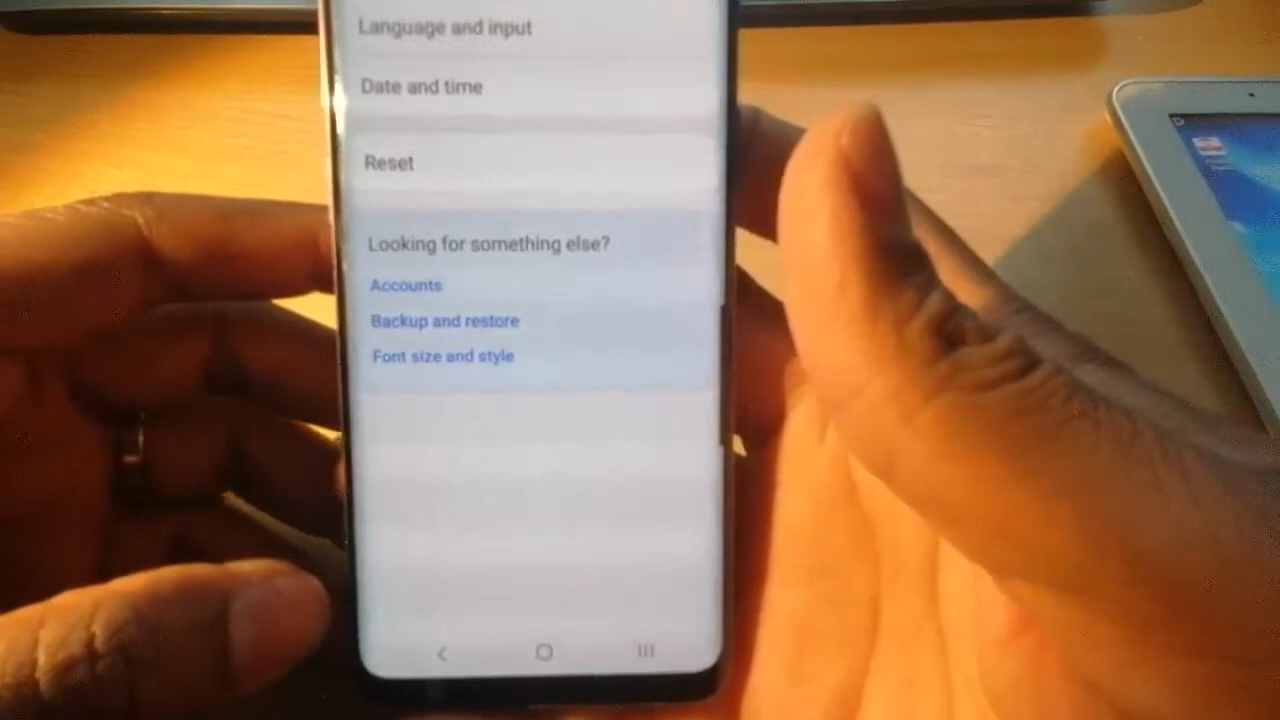 Language and input
Date and time
Reset
Looking for something else?
Accounts
Backup and restore
Font size and style